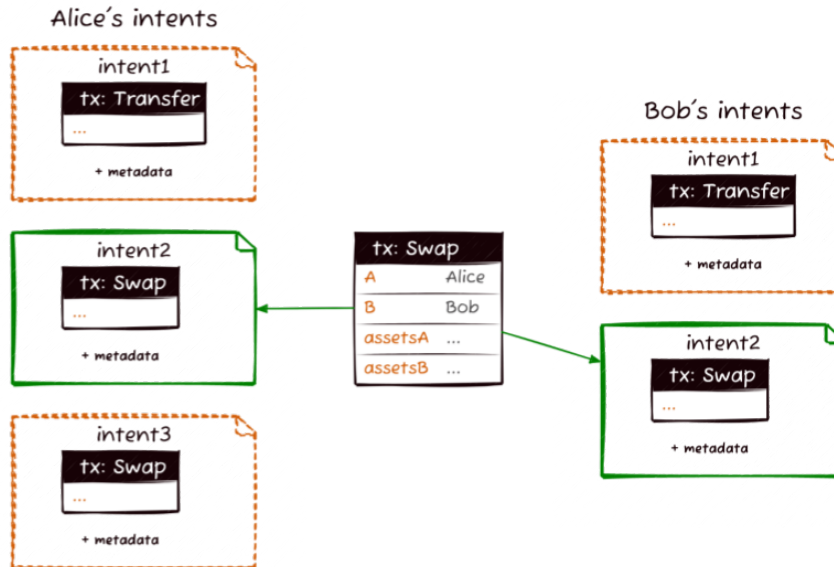 Alice's intents
intent1
tx: Transfer
...
+ metadata
intent2
tx: Swap
...
+ metadata
intent3
tx: Swap
...
+ metadata
tx: Swap
A Alice
B Bob
assetsA ...
assetsB ...
Bob's intents
intent1
tx: Transfer
...
+ metadata
intent2
tx: Swap
...
+ metadata